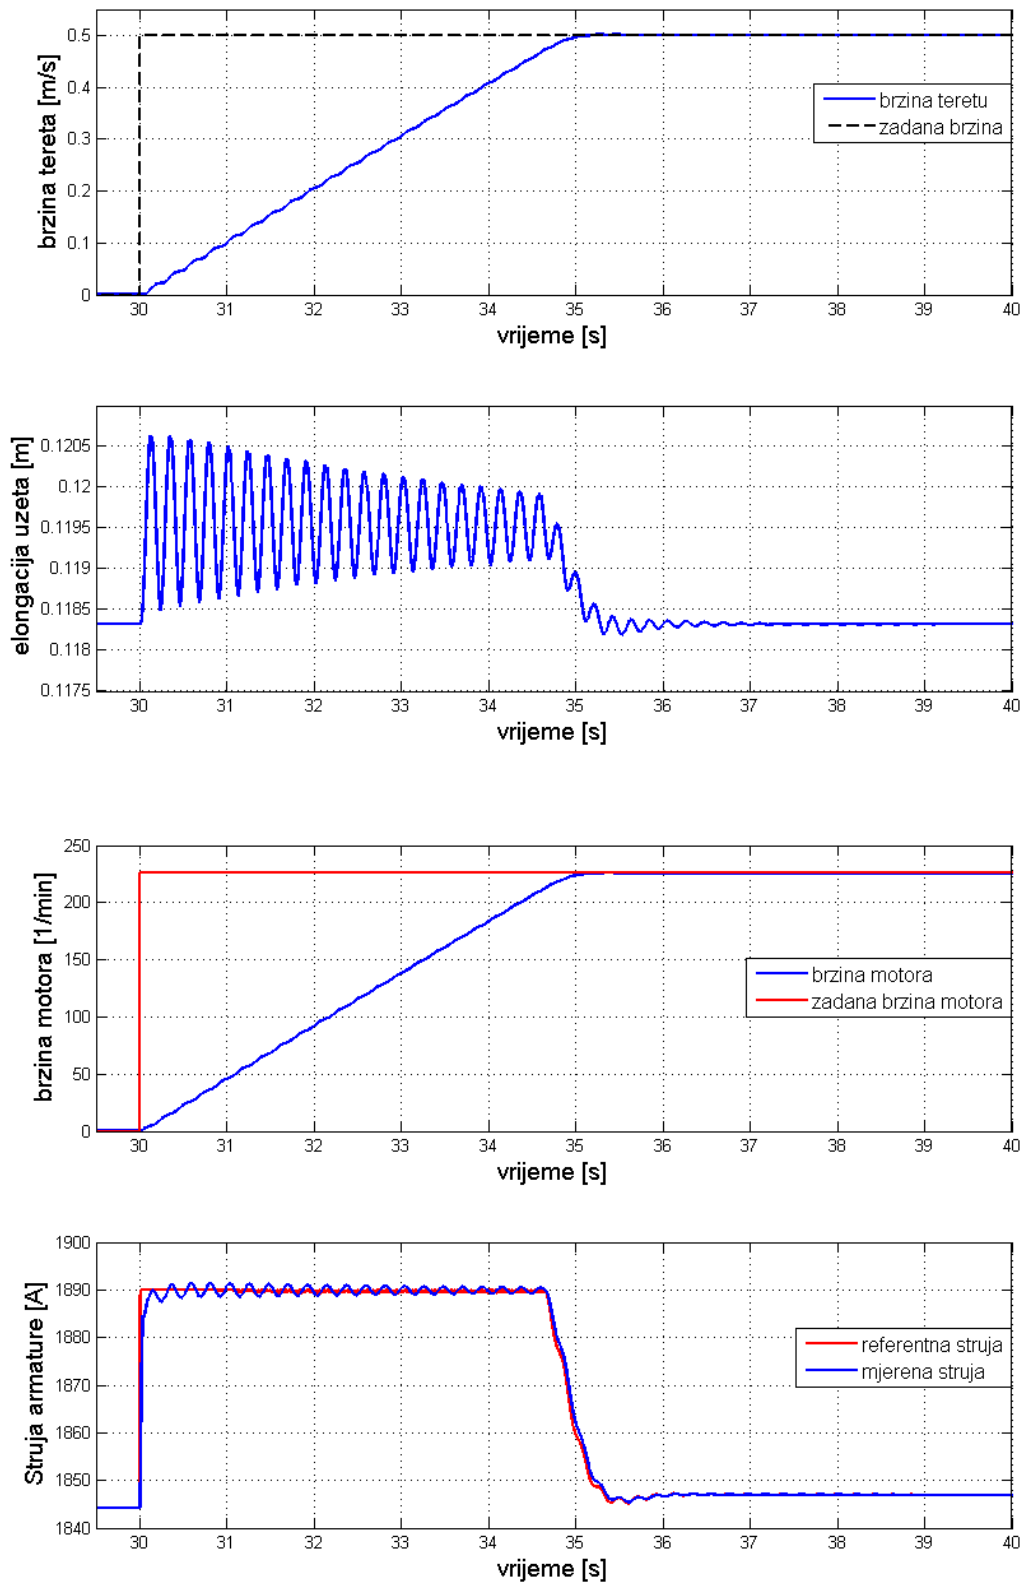 brzina tereta [m/s]
0.5
0.4
0.3
0.2
0.1
0
brzina teretu
zadana brzina
30 31 32 33 34 35 36 37 38 39 40
vrijeme [s]
elongacija uzeta [m]
0.1205
0.12
0.1195
0.119
0.1185
0.118
0.1175
30 31 32 33 34 35 36 37 38 39 40
vrijeme [s]
brzina motora [1/min]
250
200
150
100
50
0
brzina motora
zadana brzina motora
30 31 32 33 34 35 36 37 38 39 40
vrijeme [s]
Struja armature [A]
1900
1890
1880
1870
1860
1850
1840
referentna struja
mjerena struja
30 31 32 33 34 35 36 37 38 39 40
vrijeme [s]